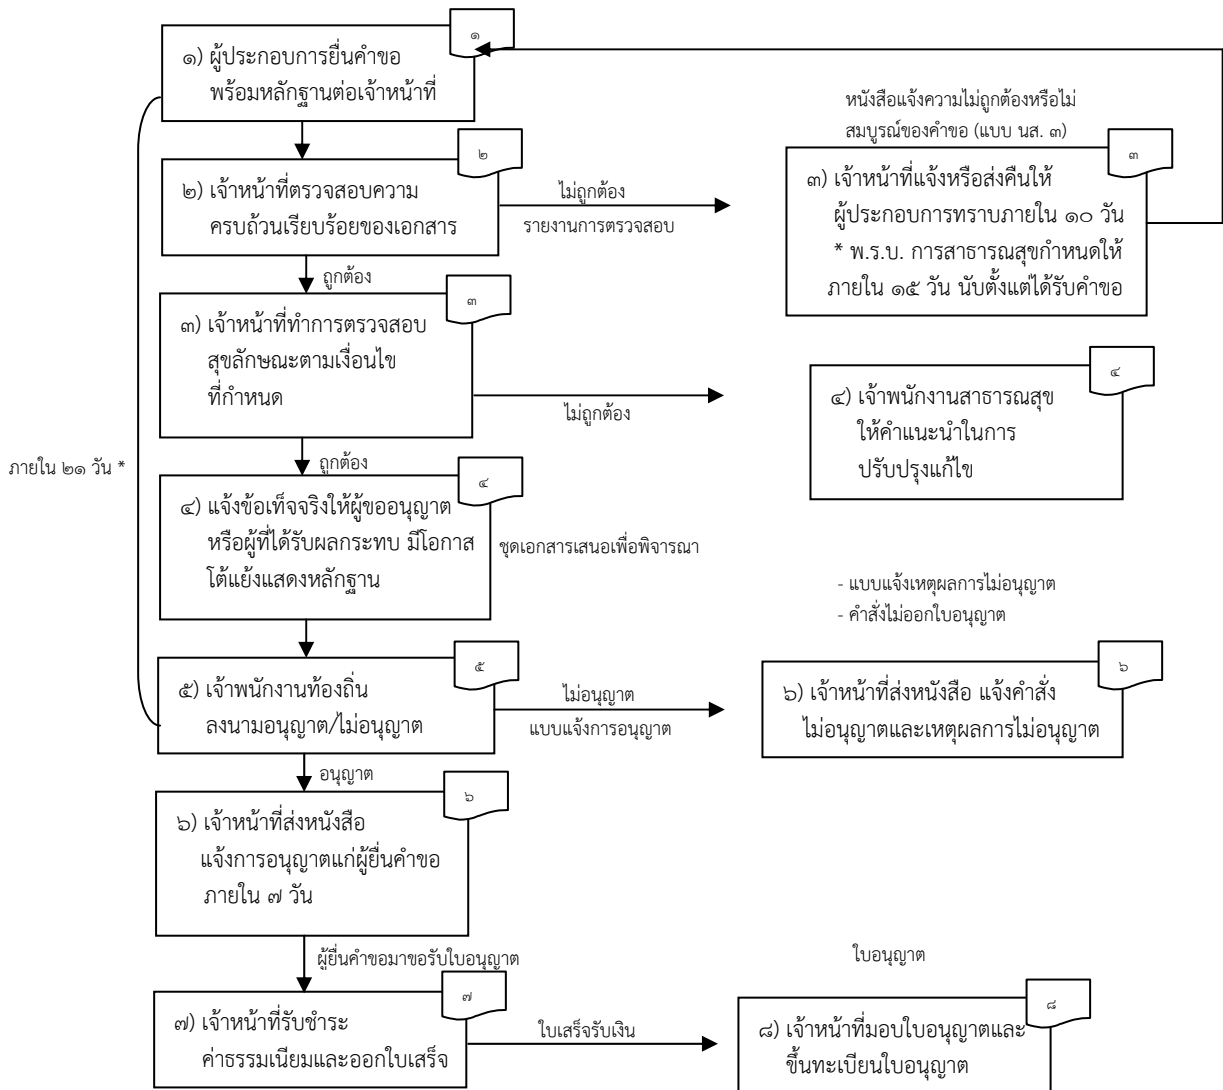 ๑
๑) ผู้ประกอบการยื่นคำขอ
พร้อมหลักฐานต่อเจ้าหน้าที่
หนังสือแจ้งความไม่ถูกต้องหรือไม่
สมบูรณ์ของคำขอ (แบบ นส. ๓)
๒
๒) เจ้าหน้าที่ตรวจสอบความ
ครบถ้วนเรียบร้อยของเอกสาร
ไม่ถูกต้อง
รายงานการตรวจสอบ
๓
๓) เจ้าหน้าที่แจ้งหรือส่งคืนให้
ผู้ประกอบการทราบภายใน ๑๐ วัน
* พ.ร.บ. การสาธารณสุขกำหนดให้
ภายใน ๑๕ วัน นับตั้งแต่ได้รับคำขอ
ถูกต้อง
๓
๓) เจ้าหน้าที่ทำการตรวจสอบ
สุขลักษณะตามเงื่อนไข
ที่กำหนด
ไม่ถูกต้อง
๔
๔) เจ้าพนักงานสาธารณสุข
ให้คำแนะนำในการ
ปรับปรุงแก้ไข
ภายใน ๒๑ วัน *
ถูกต้อง
๔
๔) แจ้งข้อเท็จจริงให้ผู้ขออนุญาต
หรือผู้ที่ได้รับผลกระทบ มีโอกาส
โต้แย้งแสดงหลักฐาน
ชุดเอกสารเสนอเพื่อพิจารณา
- แบบแจ้งเหตุผลการไม่อนุญาต
- คำสั่งไม่ออกใบอนุญาต
๕
๕) เจ้าพนักงานท้องถิ่น
ลงนามอนุญาต/ไม่อนุญาต
ไม่อนุญาต
แบบแจ้งการอนุญาต
๖
๖) เจ้าหน้าที่ส่งหนังสือ แจ้งคำสั่ง
ไม่อนุญาตและเหตุผลการไม่อนุญาต
อนุญาต
๖
๖) เจ้าหน้าที่ส่งหนังสือ
แจ้งการอนุญาตแก่ผู้ยื่นคำขอ
ภายใน ๗ วัน
ผู้ยื่นคำขอมาขอรับใบอนุญาต
๗
๗) เจ้าหน้าที่รับชำระ
ค่าธรรมเนียมและออกใบเสร็จ
ใบเสร็จรับเงิน
ใบอนุญาต
๘
๘) เจ้าหน้าที่มอบใบอนุญาตและ
ขึ้นทะเบียนใบอนุญาต